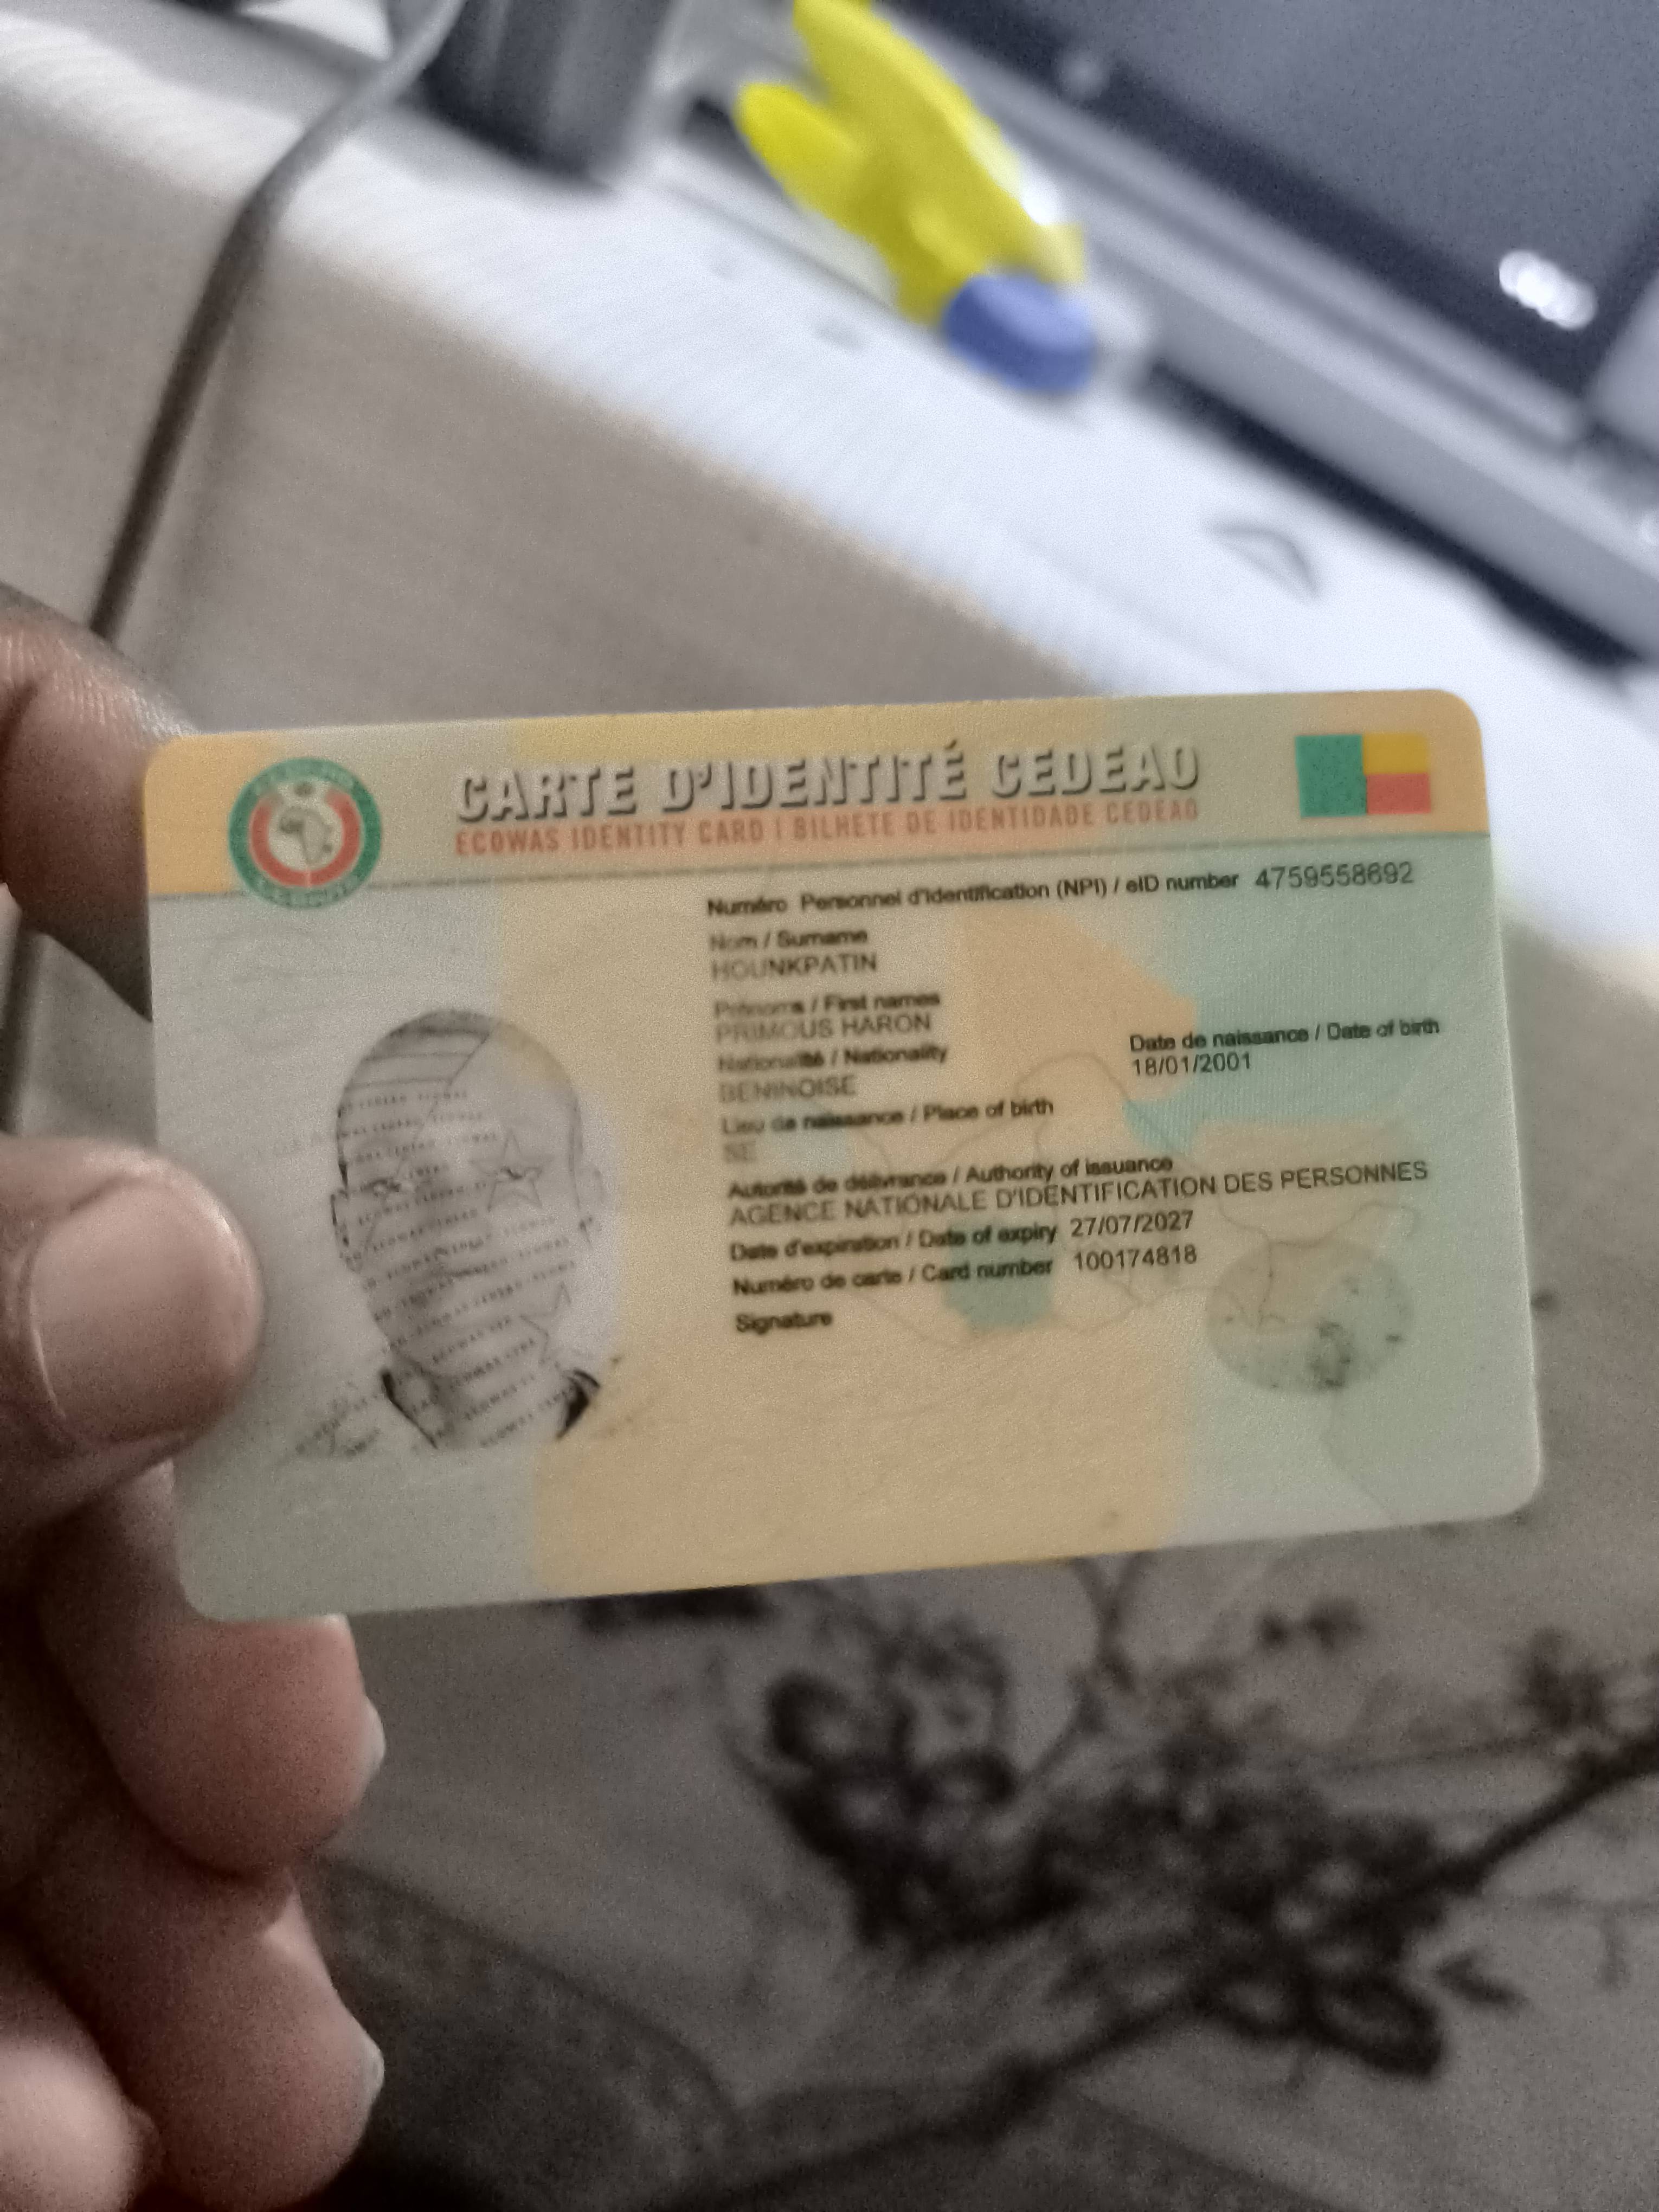 CARTE D'IDENTITÉ CEDEAO
ECOWAS IDENTITY CARD | BILHETE DE IDENTIDADE CEDEAO
Numéro Personnel d'Identification (NPI) / eID number 4759558692
Nom / Surname
HOUNKPATIN
Prénoms / First names
PRIMOUS HARON
Nationalité / Nationality
BENINOISE
Date de naissance / Date of birth
18/01/2001
Lieu de naissance / Place of birth
SE
Autorité de délivrance / Authority of issuance
AGENCE NATIONALE D'IDENTIFICATION DES PERSONNES
Date d'expiration / Date of expiry 27/07/2027
Numéro de carte / Card number 100174818
Signature